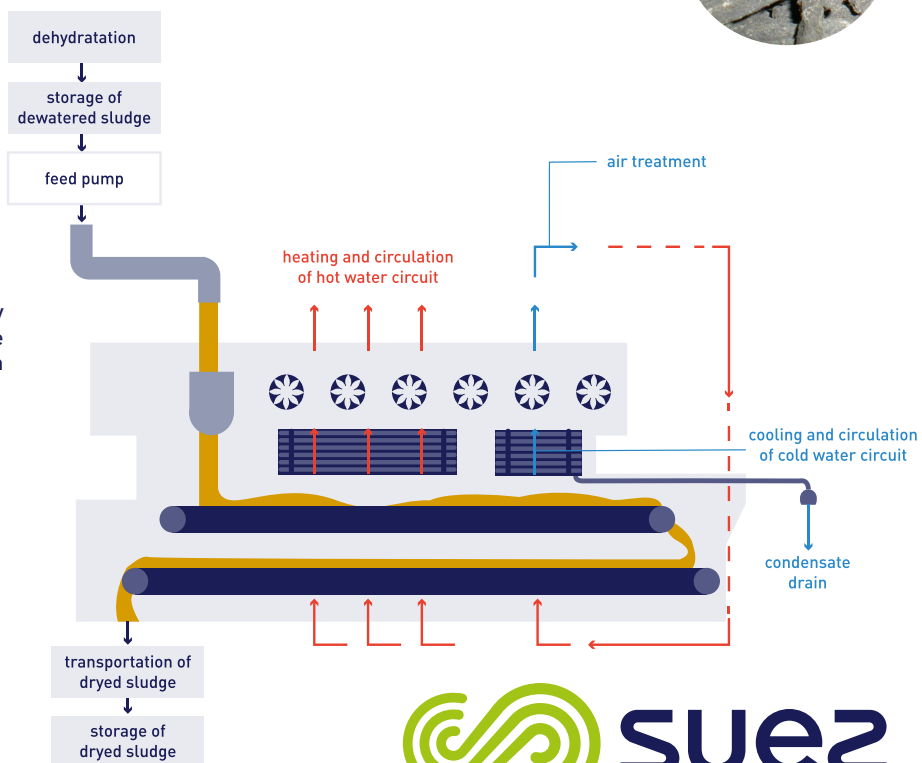 dehydratation
storage of
dewatered sludge
feed pump
air treatment
heating and circulation
of hot water circuit
cooling and circulation
of cold water circuit
condensate
drain
transportation of
dryed sludge
storage of
dryed sludge
suez